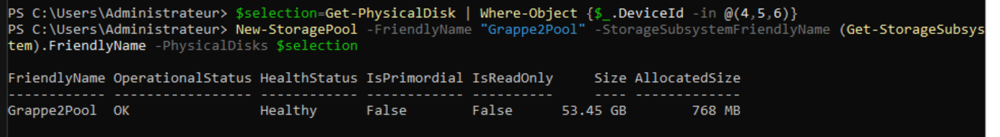 PS C:\Users\Administrateur> $selection=Get-PhysicalDisk | Where-Object {$_.DeviceId -in @(4,5,6)}
PS C:\Users\Administrateur> New-StoragePool -FriendlyName "Grappe2Pool" -StorageSubsystemFriendlyName (Get-StorageSubsys
tem).FriendlyName -PhysicalDisks $selection
FriendlyName OperationalStatus HealthStatus IsPrimordial IsReadOnly     Size AllocatedSize
------------ ----------------- ------------ ------------ ----------     ---- -------------
Grappe2Pool  OK                Healthy      False        False      53.45 GB        768 MB